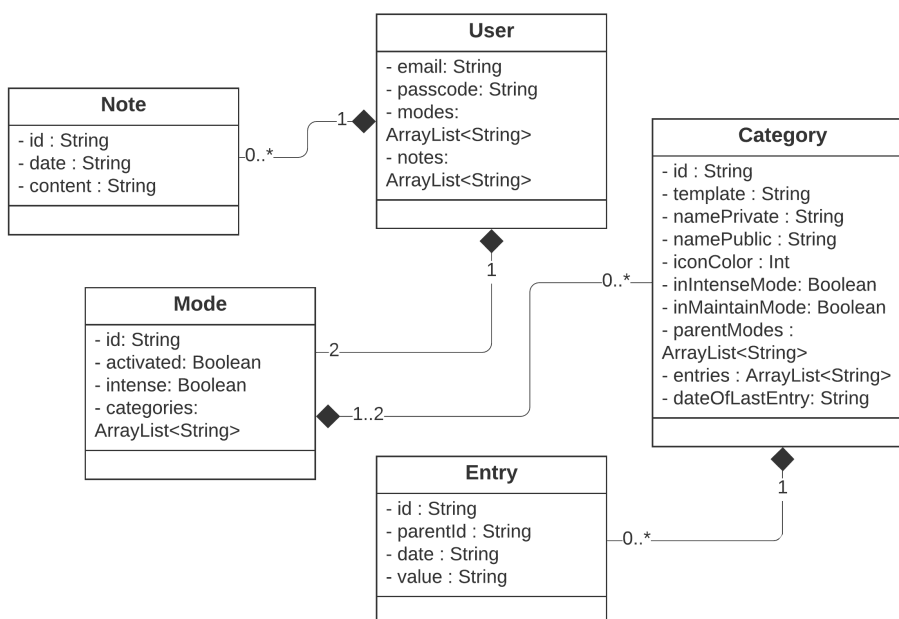 User
- email: String
- passcode: String
- modes:
ArrayList<String>
- notes:
ArrayList<String>
Note
- id : String
- date : String
- content : String
1
0..*
Category
- id : String
- template : String
- namePrivate : String
- namePublic : String
- iconColor : Int
- inIntenseMode: Boolean
- inMaintainMode: Boolean
- parentModes :
ArrayList<String>
- entries : ArrayList<String>
- dateOfLastEntry: String
1
0..*
Mode
- id: String
- activated: Boolean
- intense: Boolean
- categories:
ArrayList<String>
2
1..2
Entry
- id : String
- parentId : String
- date : String
- value : String
1
0..*